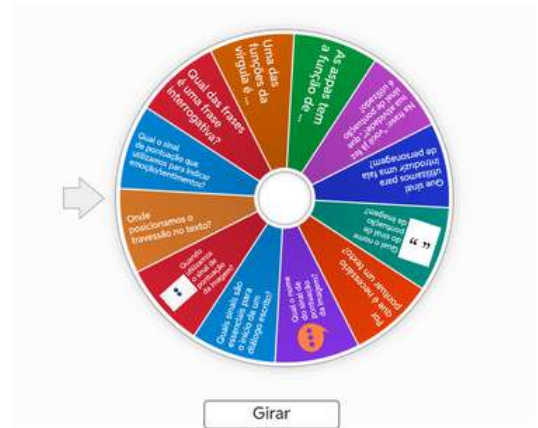 Uma das
funções da
vírgula é ...
As aspas tem
a função de ...
Na frase: "você já fez
sua atividade?", que
sinal de pontuação
é utilizado?
Que sinal
utilizamos para
introduzir uma fala
de personagem?
Qual o nome
do sinal de
pontuação
da imagem?
“ ”
Por
que é necessário
pontuar um texto?
Qual o nome
do sinal de
pontuação
da imagem?
Quais sinais são
essenciais para
o início de um
diálogo escrito?
Quando
utilizamos
o sinal de
pontuação
da imagem?
:
Onde
posicionamos o
travessão no texto?
Qual o sinal
de pontuação que
utilizamos para indicar
emoção/sentimentos?
Qual das frases
é uma frase
interrogativa?
Girar